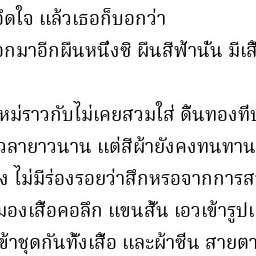 อึดใจ แล้วเธอก็บอกว่า
อกมาอีกผืนหนึ่งซิ ผืนสีฟ้านั้น มีเสื
หม่ราวกับไม่เคยสวมใส่ ดิ้นทองทีบ
วลายาวนาน แต่สีผ้ายังคงทนทาน
ง ไม่มีร่องรอยว่าสึกหรอจากการส
มองเสื้อคอลึก แขนสั้น เอวเข้ารูปเ
ข้าชุดกันทั้งเสื้อ และผ้าซิ่น สายตา